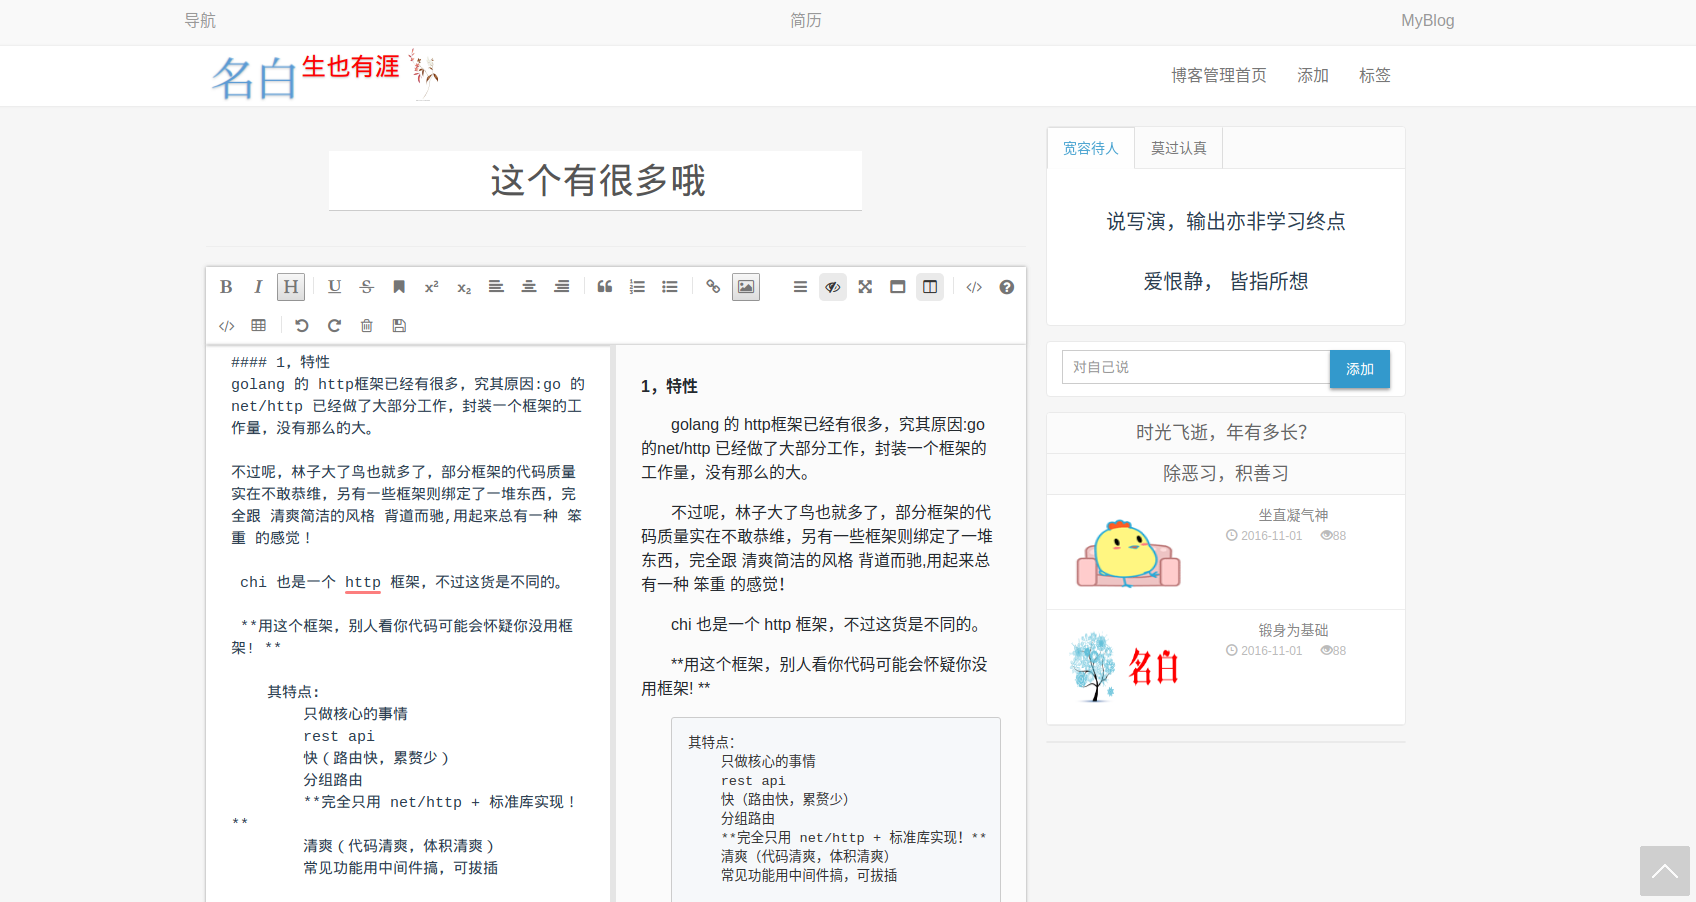 导航 简历 MyBlog
名白 生也有涯 博客管理首页 添加 标签
这个有很多哦
B I H U S x² x₂
#### 1，特性
golang 的 http框架已经有很多，究其原因:go 的
net/http 已经做了大部分工作，封装一个框架的工
作量，没有那么的大。
不过呢，林子大了鸟也就多了，部分框架的代码质量
实在不敢恭维，另有一些框架则绑定了一堆东西，完
全跟 清爽简洁的风格 背道而驰,用起来总有一种 笨
重 的感觉！
chi 也是一个 http 框架，不过这货是不同的。
**用这个框架，别人看你代码可能会怀疑你没用框
架! **
其特点:
只做核心的事情
rest api
快（路由快，累赘少）
分组路由
**完全只用 net/http + 标准库实现！
**
清爽（代码清爽，体积清爽）
常见功能用中间件搞，可拔插
1，特性
golang 的 http框架已经有很多，究其原因:go
的net/http 已经做了大部分工作，封装一个框架的
工作量，没有那么的大。
不过呢，林子大了鸟也就多了，部分框架的代
码质量实在不敢恭维，另有一些框架则绑定了一堆
东西，完全跟 清爽简洁的风格 背道而驰,用起来总
有一种 笨重 的感觉！
chi 也是一个 http 框架，不过这货是不同的。
**用这个框架，别人看你代码可能会怀疑你没
用框架! **
其特点:
只做核心的事情
rest api
快（路由快，累赘少）
分组路由
**完全只用 net/http + 标准库实现！**
清爽（代码清爽，体积清爽）
常见功能用中间件搞，可拔插
宽容待人 莫过认真
说写演，输出亦非学习终点
爱恨静， 皆指所想
对自己说 添加
时光飞逝，年有多长?
除恶习，积善习
坐直凝气神
2016-11-01 88
锻身为基础
2016-11-01 88
名白